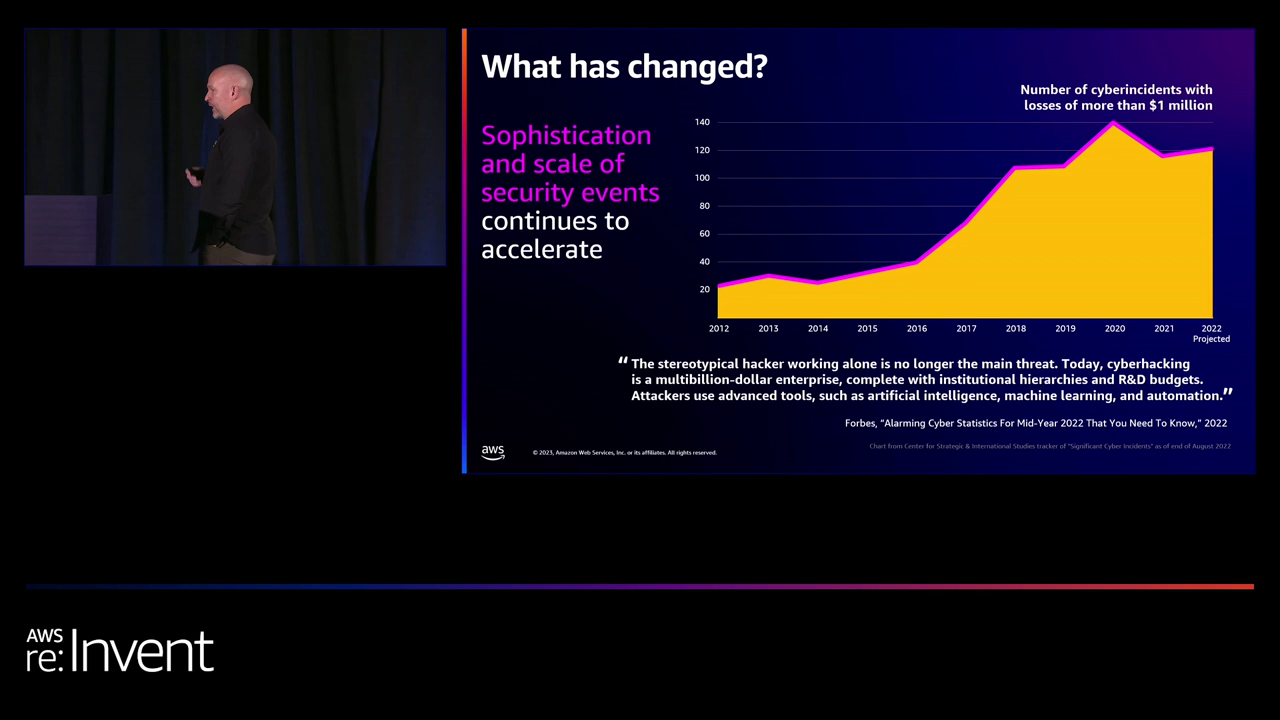 What has changed?
Sophistication
and scale of
security events
continues to
accelerate
Number of cyberincidents with
losses of more than $1 million
140
120
100
80
60
40
20
2012 2013 2014 2015 2016 2017 2018 2019 2020 2021 2022
Projected
“ The stereotypical hacker working alone is no longer the main threat. Today, cyberhacking
is a multibillion-dollar enterprise, complete with institutional hierarchies and R&D budgets.
Attackers use advanced tools, such as artificial intelligence, machine learning, and automation.”
Forbes, “Alarming Cyber Statistics For Mid-Year 2022 That You Need To Know,” 2022
Chart from Center for Strategic & International Studies tracker of "Significant Cyber Incidents" as of end of August 2022
aws
© 2023, Amazon Web Services, Inc. or its affiliates. All rights reserved.
AWS
re:Invent